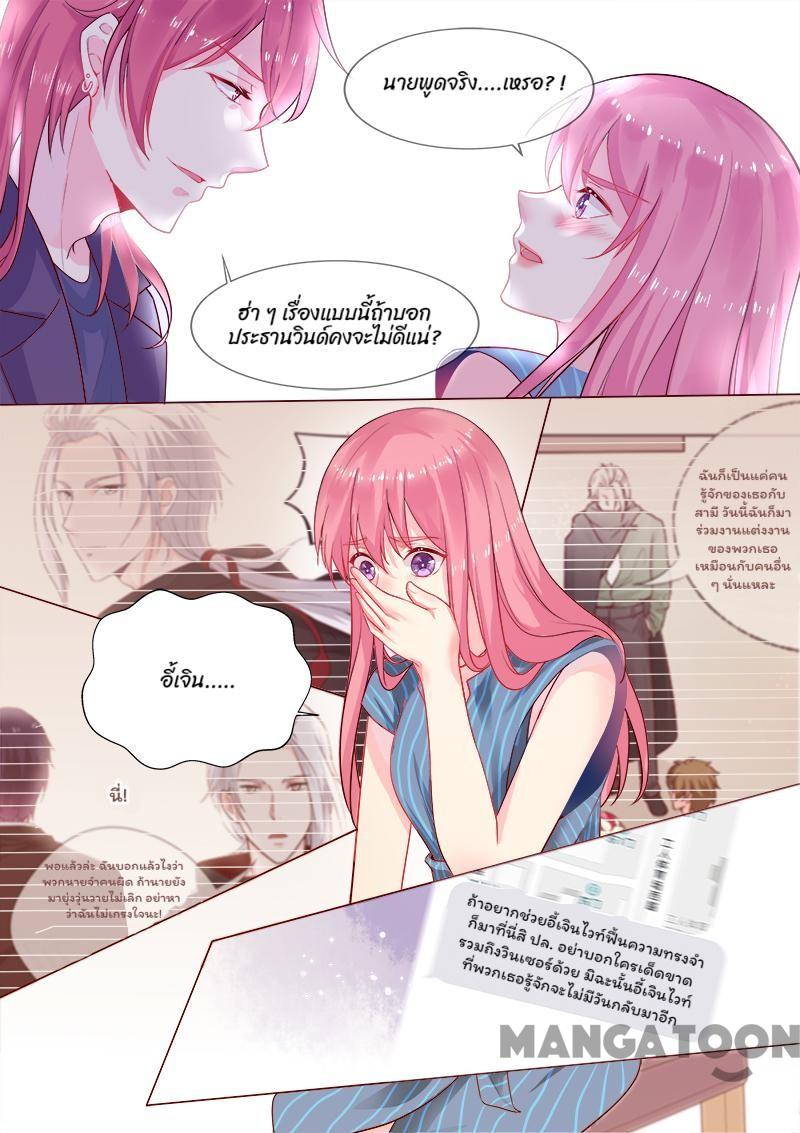 นายพูดจริง....เหรอ?!
ฮ่า ๆ เรื่องแบบนี้ถ้าบอก
ประธานวินด์คงจะไม่ดีแน่?
ฉันก็เป็นแค่คน
รู้จักของเธอกับ
สามี วันนี้ฉันก็มา
ร่วมงานแต่งงาน
ของพวกเธอ
เหมือนกับคนอื่น
ๆ นั่นแหละ
อี้เจิน.....
นี่!
พอแล้วล่ะ ฉันบอกแล้วไงว่า
พวกนายจำคนผิด ถ้านายยัง
มายุ่งวุ่นวายไม่เลิก อย่าหา
ว่าฉันไม่เกรงใจนะ!
ถ้าอยากช่วยอี้เจินไวท์ฟื้นความทรงจำ
ก็มาที่นี่สิ ปล. อย่าบอกใครเด็ดขาด
รวมถึงวินเซอร์ด้วย มิฉะนั้นอี้เจินไวท์
ที่พวกเธอรู้จักจะไม่มีวันกลับมาอีก
MANGATOON